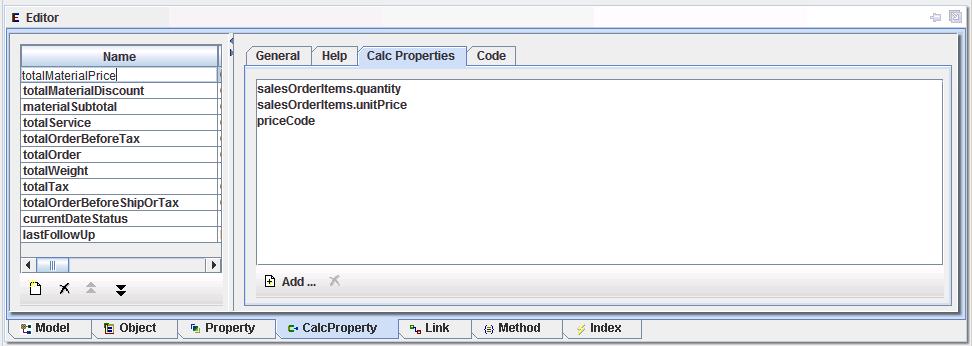 E Editor
Name
totalMaterialPrice
totalMaterialDiscount
materialSubtotal
totalService
totalOrderBeforeTax
totalOrder
totalWeight
totalTax
totalOrderBeforeShipOrTax
currentDateStatus
lastFollowUp
General Help Calc Properties Code
salesOrderItems.quantity
salesOrderItems.unitPrice
priceCode
Add ...
Model Object Property CalcProperty Link Method Index